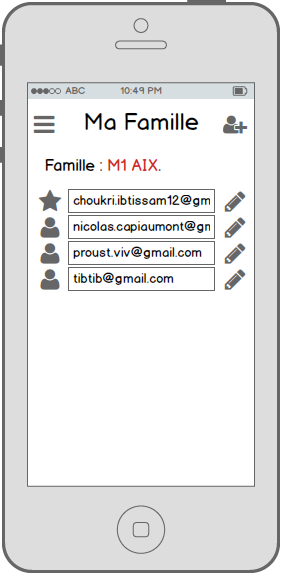 ABC 10:49 PM
Ma Famille
Famille : M1 AIX.
choukri.ibtissam12@gm
nicolas.capiaumont@gn
proust.viv@gmail.com
tibtib@gmail.com